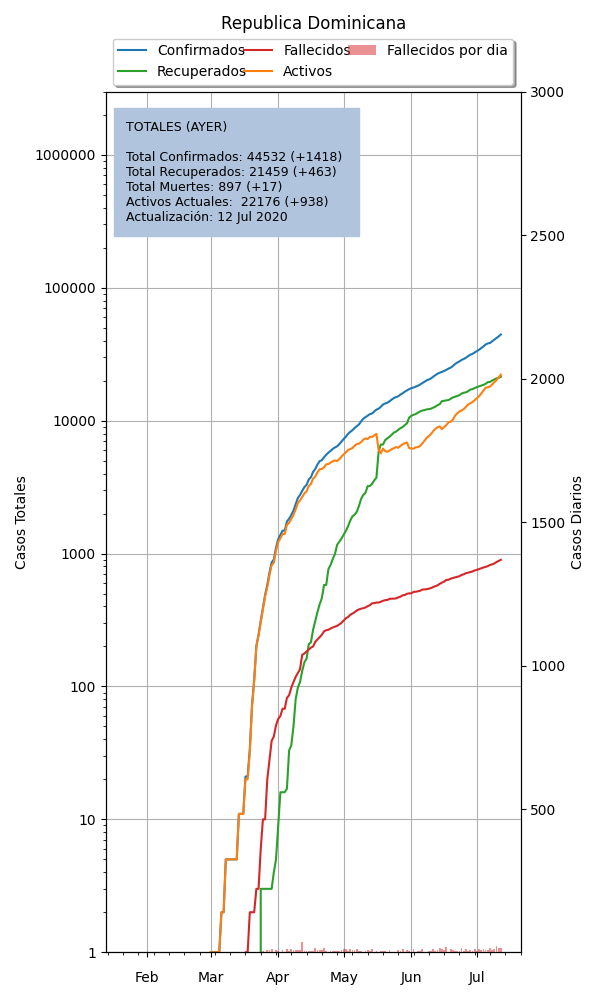 Republica Dominicana
Confirmados Fallecidos Fallecidos por dia
Recuperados Activos
TOTALES (AYER)
Total Confirmados: 44532 (+1418)
Total Recuperados: 21459 (+463)
Total Muertes: 897 (+17)
Activos Actuales:  22176 (+938)
Actualización: 12 Jul 2020
Casos Totales
1000000
100000
10000
1000
100
10
1
3000
2500
2000
1500
1000
500
Casos Diarios
Feb Mar Apr May Jun Jul